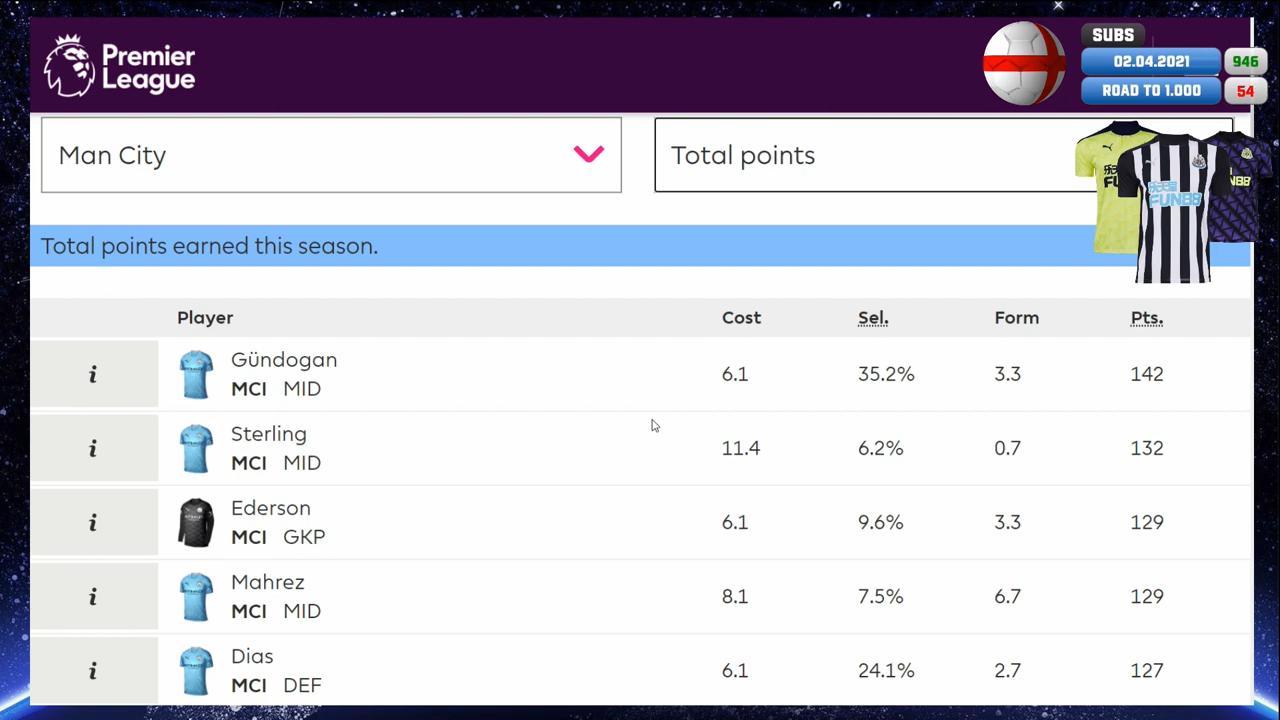 Premier
League
SUBS
02.04.2021 946
ROAD TO 1.000 54
Man City
Total points
FUN88
Total points earned this season.
Player Cost Sel. Form Pts.
i Gündogan 6.1 35.2% 3.3 142
MCI MID
i Sterling 11.4 6.2% 0.7 132
MCI MID
i Ederson 6.1 9.6% 3.3 129
MCI GKP
i Mahrez 8.1 7.5% 6.7 129
MCI MID
i Dias 6.1 24.1% 2.7 127
MCI DEF